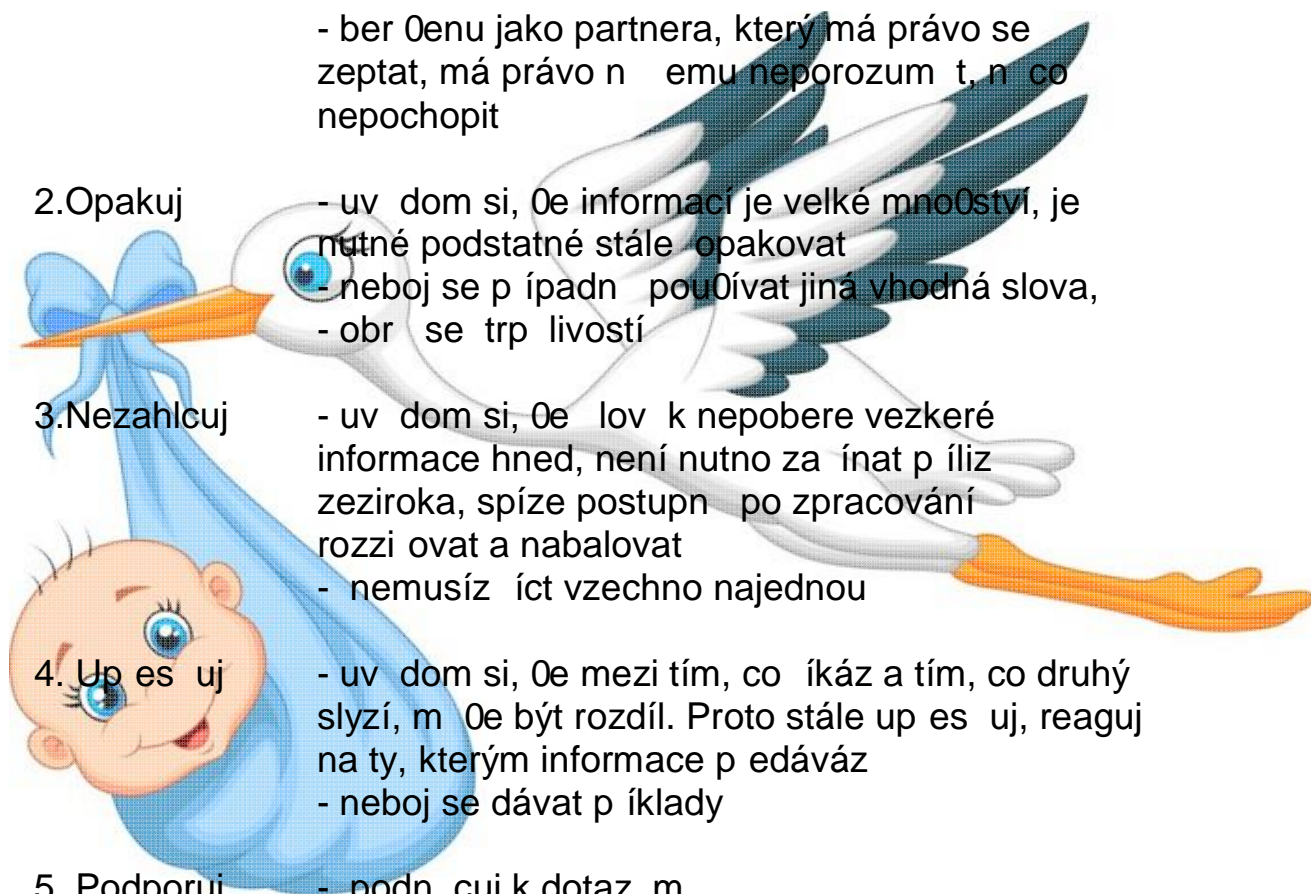 - ber 0enu jako partnera, který má právo se
zeptat, má právo n emu neporozum t, n co
nepochopit
2.Opakuj - uv dom si, 0e informací je velké mno0ství, je
nutné podstatné stále opakovat
- neboj se p ípadn pou0ívat jiná vhodná slova,
- obr se trp livostí
3.Nezahlcuj - uv dom si, 0e lov k nepobere vezkeré
informace hned, není nutno za ínat p íliz
zeziroka, spíze postupn po zpracování
rozzi ovat a nabalovat
- nemusíz íct vzechno najednou
4. Up es uj - uv dom si, 0e mezi tím, co íkáz a tím, co druhý
slyzí, m 0e být rozdíl. Proto stále up es uj, reaguj
na ty, kterým informace p edáváz
- neboj se dávat p íklady
5. Podporuj - podn cuj k dotaz m